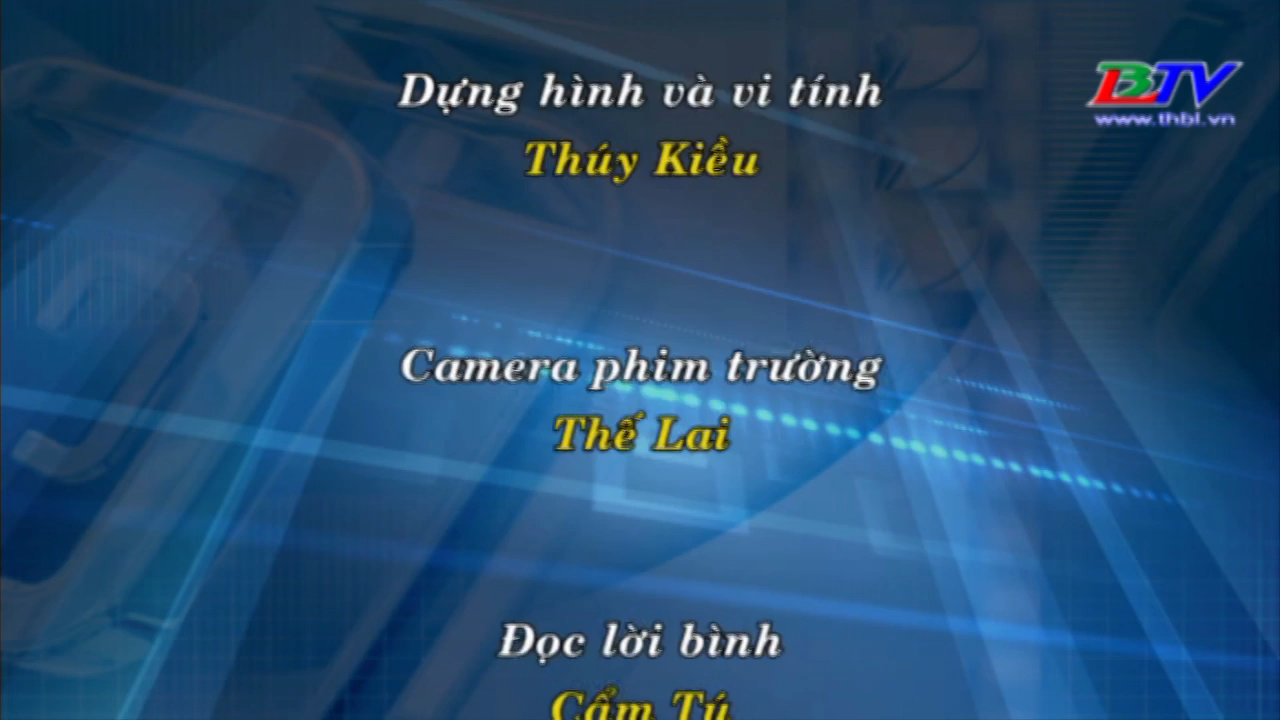 Dựng hình và vi tính
BTV
www.thbl.vn
Thúy Kiều
Camera phim trường
Thế Lai
Đọc lời bình
Cẩm Tú